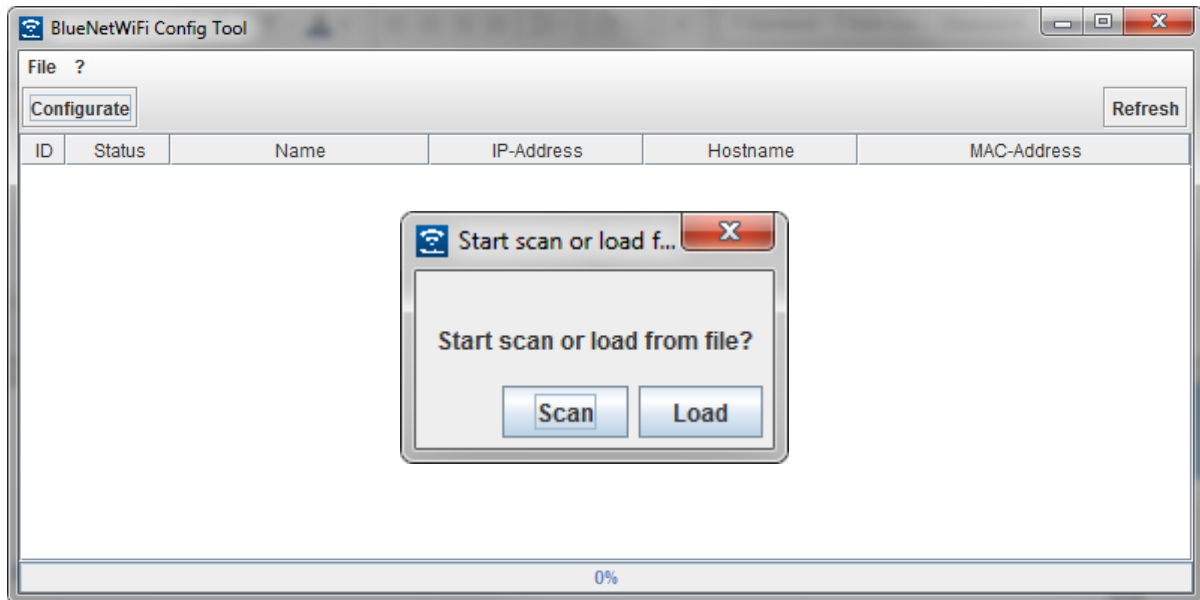 BlueNetWiFi Config Tool
File ?
Configurate Refresh
ID Status Name IP-Address Hostname MAC-Address
Start scan or load f...
Start scan or load from file?
Scan Load
0%